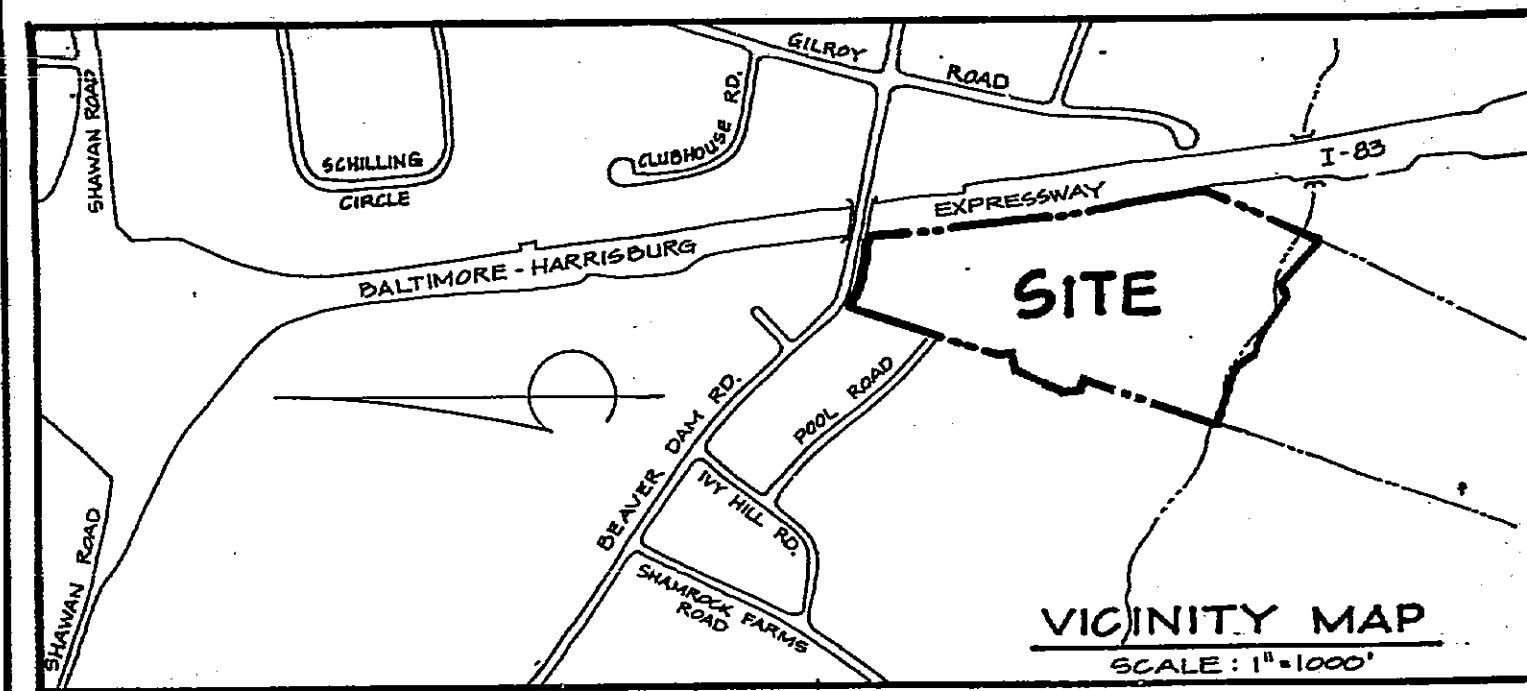 GILROY
ROAD
SHAWAN ROAD
CLUBHOUSE RD.
SCHILLING
CIRCLE
I-83
EXPRESSWAY
BALTIMORE - HARRISBURG
SITE
POOL ROAD
BEAVER DAM RD.
IVY HILL RD.
SHAWAN ROAD
SHAMROCK FARMS
ROAD
VICINITY MAP
SCALE : 1"=1000'